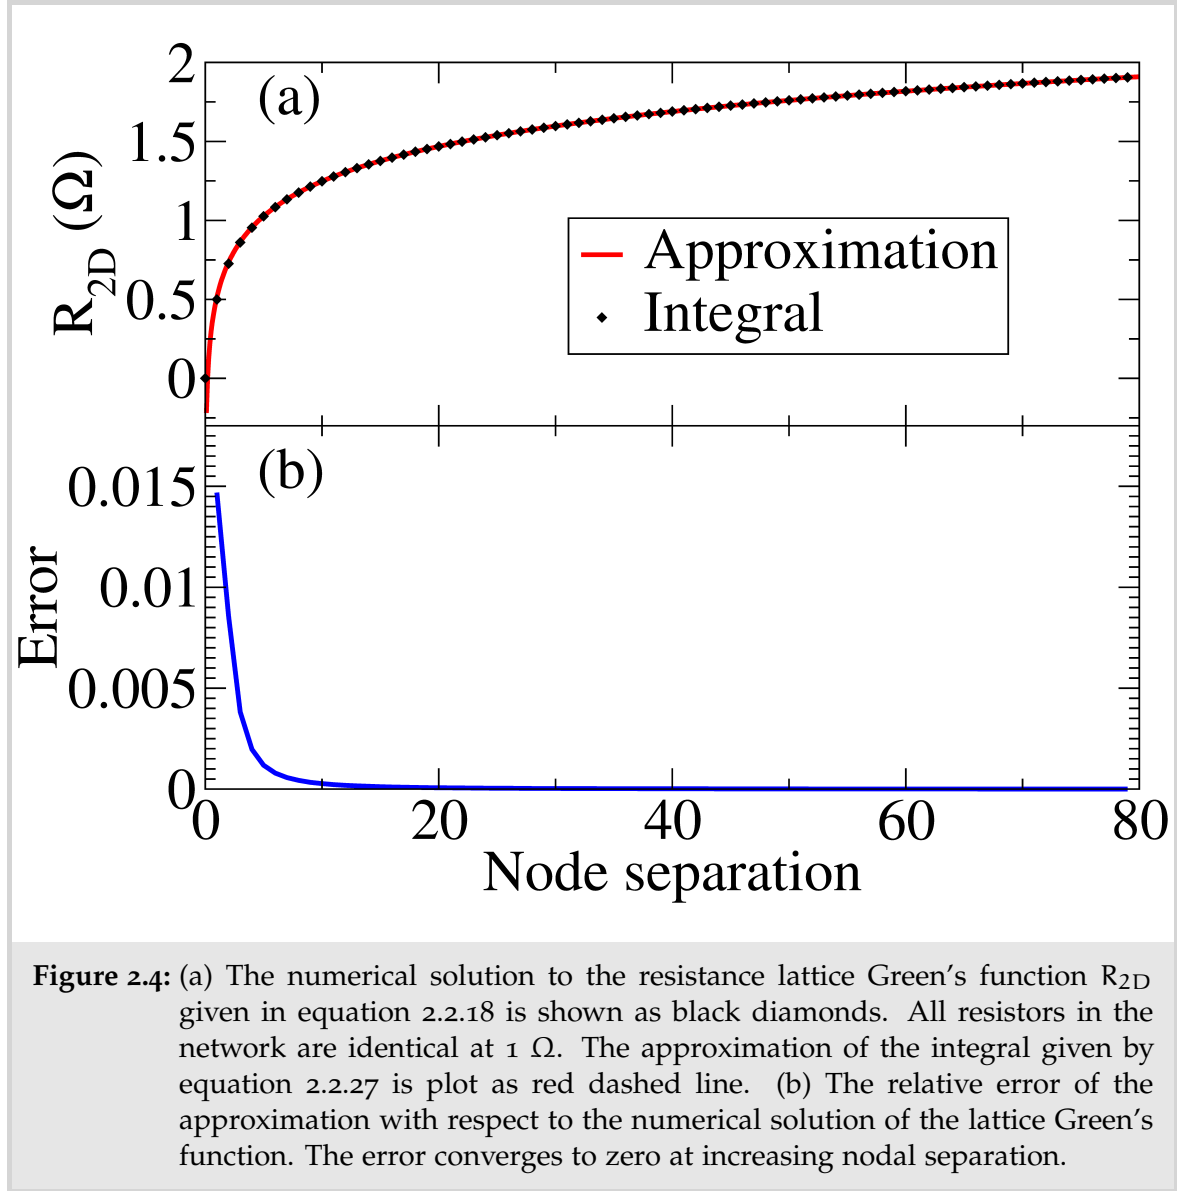 2
(a)
1.5
1
0.5
0
R2D (Ω)
Approximation
Integral
(b)
0.015
0.01
0.005
0
Error
0 20 40 60 80
Node separation
Figure 2.4: (a) The numerical solution to the resistance lattice Green's function R2D
given in equation 2.2.18 is shown as black diamonds. All resistors in the
network are identical at 1 Ω. The approximation of the integral given by
equation 2.2.27 is plot as red dashed line. (b) The relative error of the
approximation with respect to the numerical solution of the lattice Green's
function. The error converges to zero at increasing nodal separation.